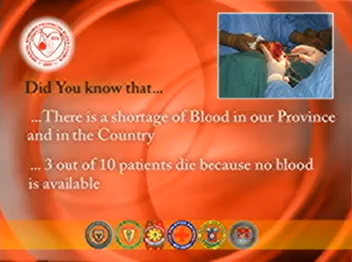 Did You know that...
...There is a shortage of Blood in our Province
and in the Country
... 3 out of 10 patients die because no blood
is available